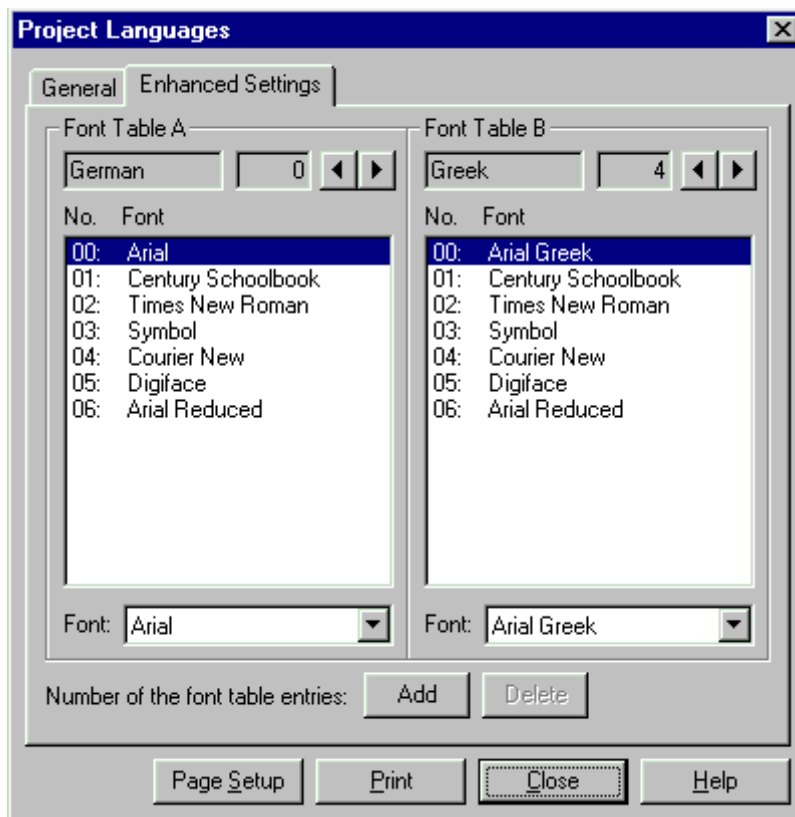 Project Languages
General Enhanced Settings
Font Table A
German 0
No. Font
00: Arial
01: Century Schoolbook
02: Times New Roman
03: Symbol
04: Courier New
05: Digiface
06: Arial Reduced
Font: Arial
Font Table B
Greek 4
No. Font
00: Arial Greek
01: Century Schoolbook
02: Times New Roman
03: Symbol
04: Courier New
05: Digiface
06: Arial Reduced
Font: Arial Greek
Number of the font table entries: Add Delete
Page Setup Print Close Help